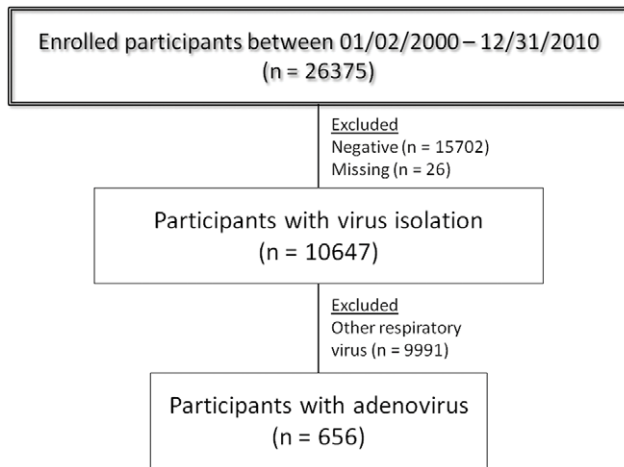 Enrolled participants between 01/02/2000 – 12/31/2010
(n = 26375)
Excluded
Negative (n = 15702)
Missing (n = 26)
Participants with virus isolation
(n = 10647)
Excluded
Other respiratory
virus (n = 9991)
Participants with adenovirus
(n = 656)